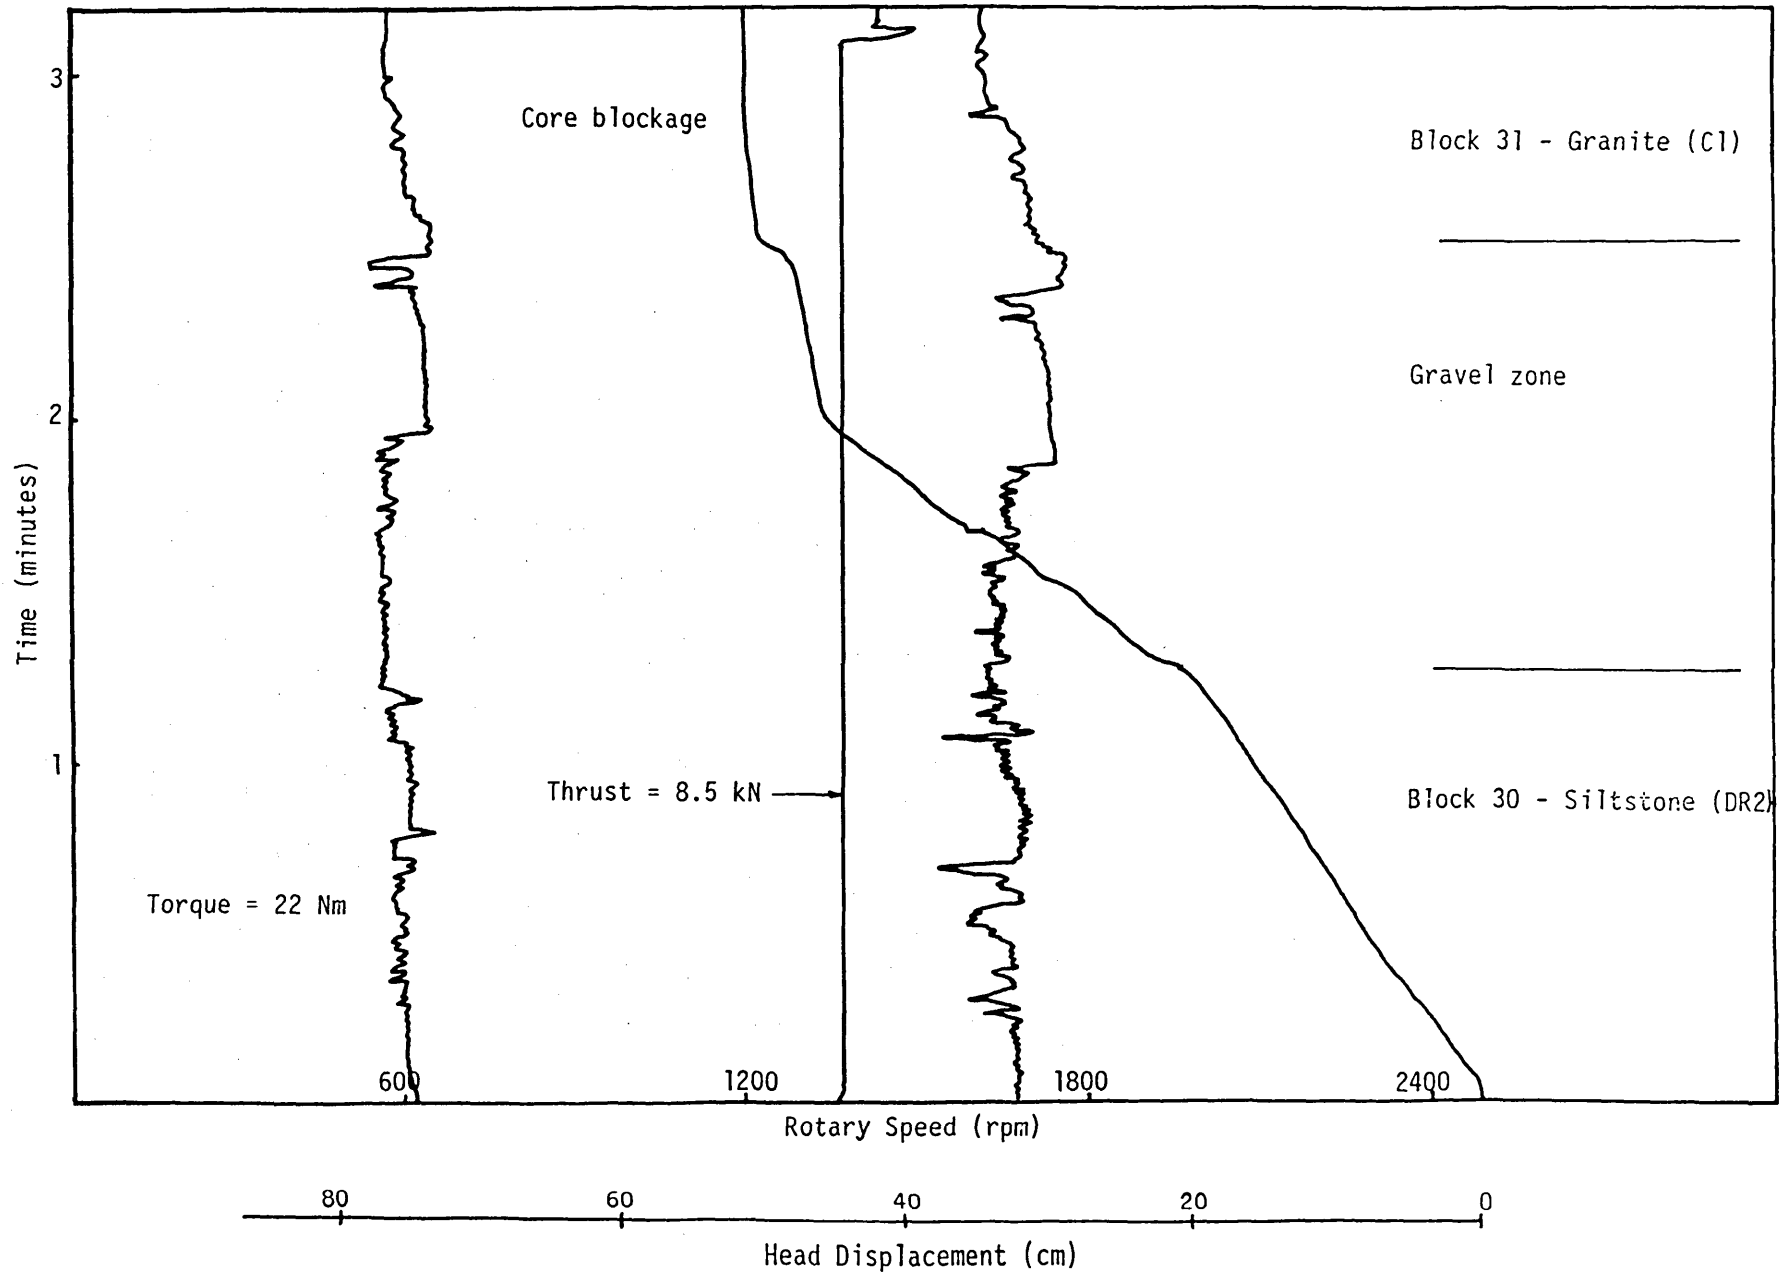 3
Core blockage
Block 31 - Granite (C1)
Gravel zone
2
Time (minutes)
1
Thrust = 8.5 kN
Block 30 - Siltstone (DR2)
Torque = 22 Nm
600 1200 1800 2400
Rotary Speed (rpm)
80 60 40 20 0
Head Displacement (cm)